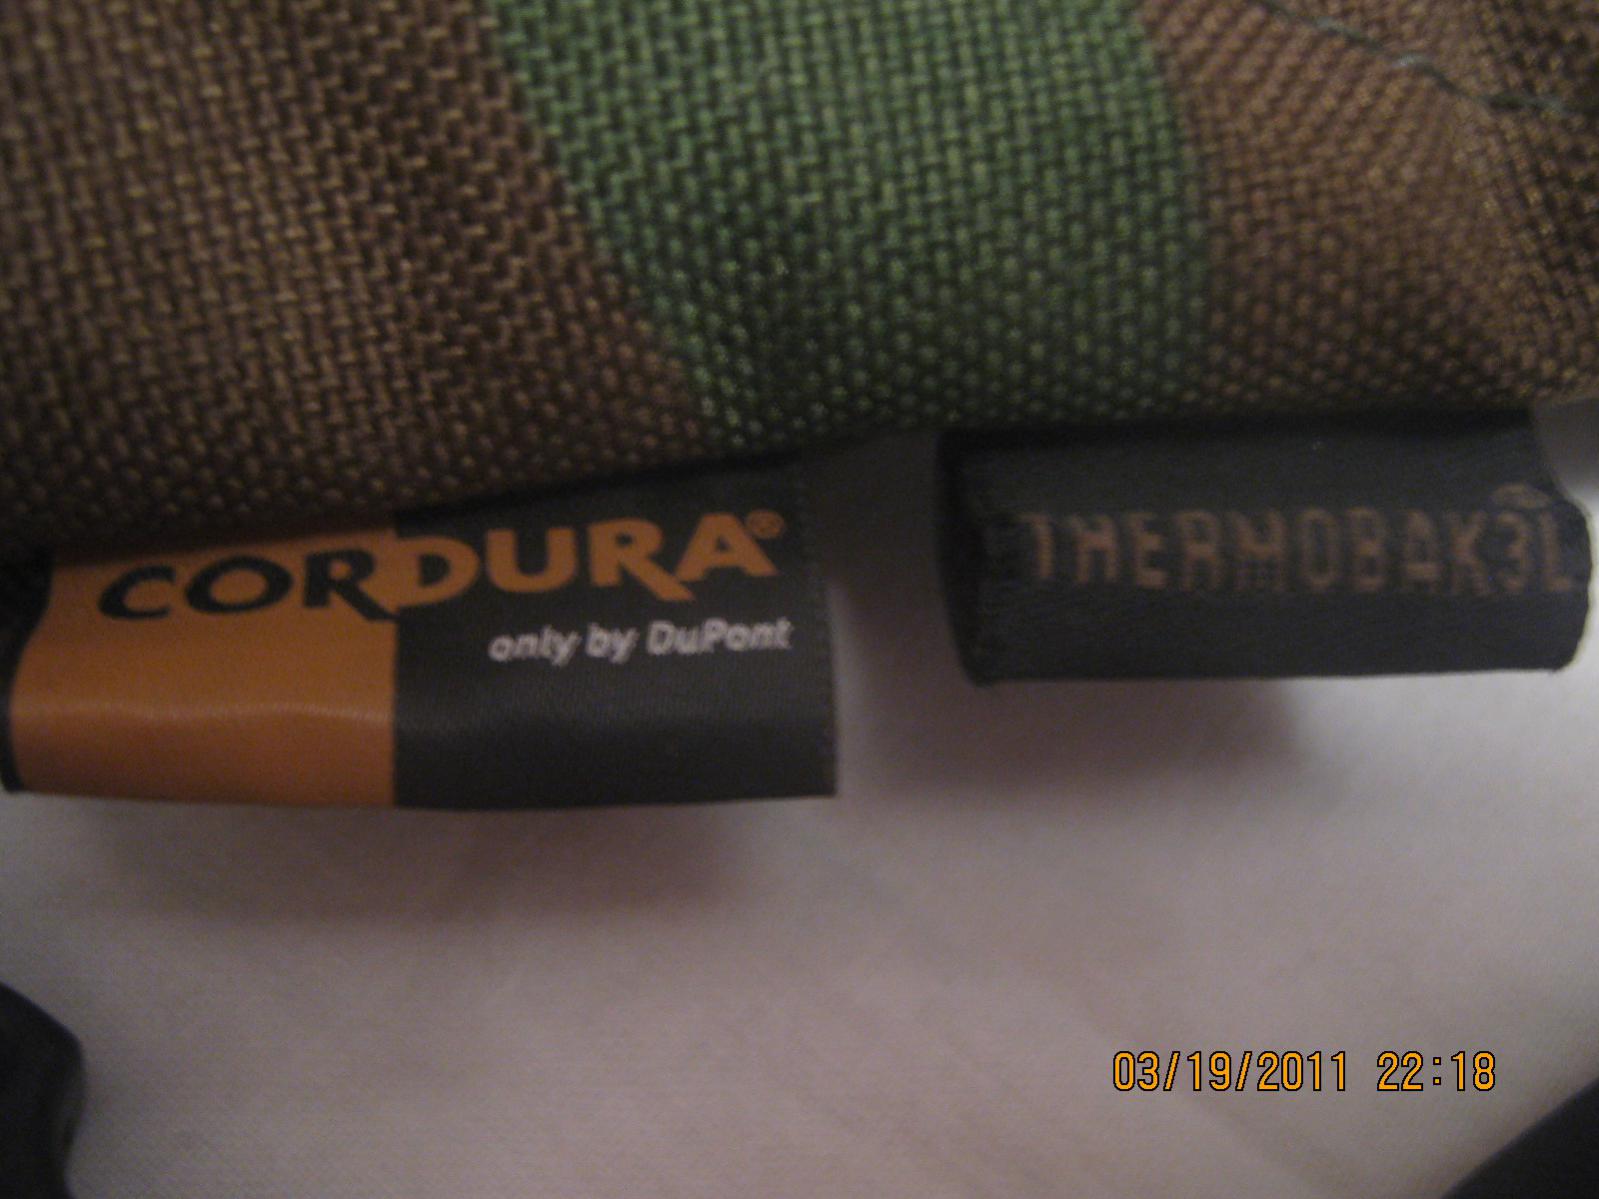 CORDURA®
only by DuPont
THERMOBAK3L
03/19/2011 22:18